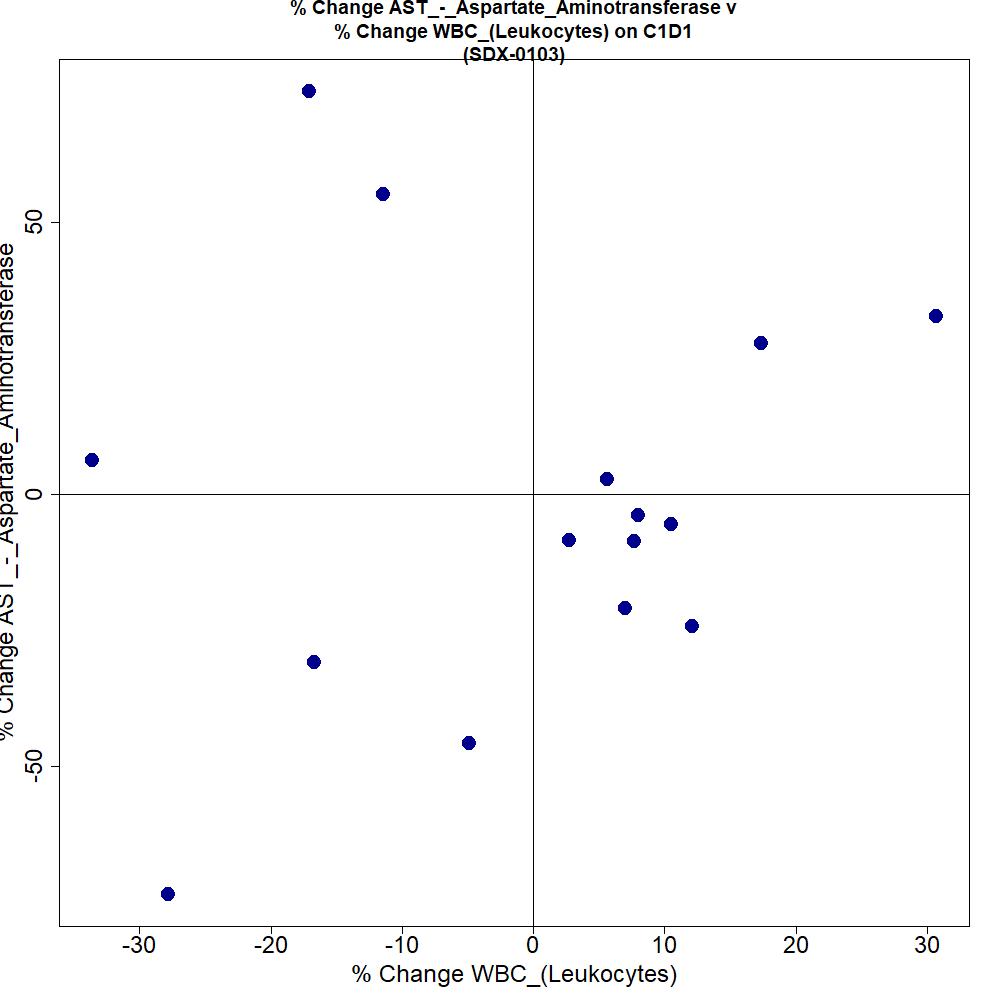 % Change AST_-_Aspartate_Aminotransferase v
% Change WBC_(Leukocytes) on C1D1
(SDX-0103)
50
0
-50
% Change AST_-_Aspartate_Aminotransferase
-30 -20 -10 0 10 20 30
% Change WBC_(Leukocytes)